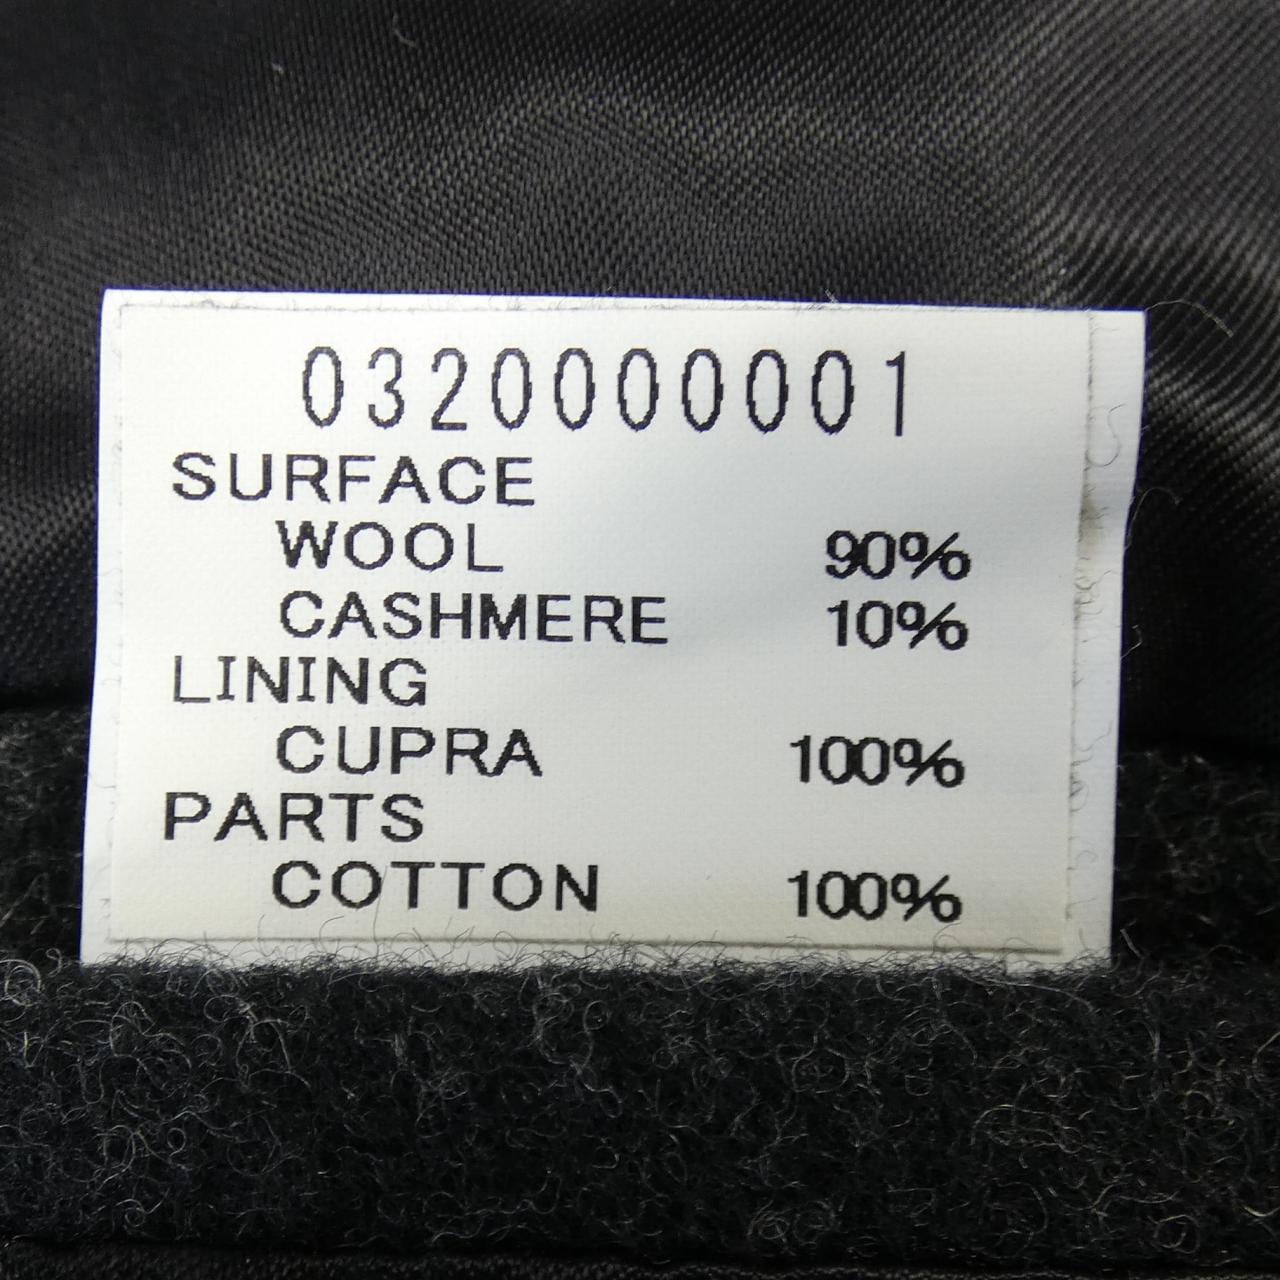 0320000001
SURFACE
WOOL 90%
CASHMERE 10%
LINING
CUPRA 100%
PARTS
COTTON 100%